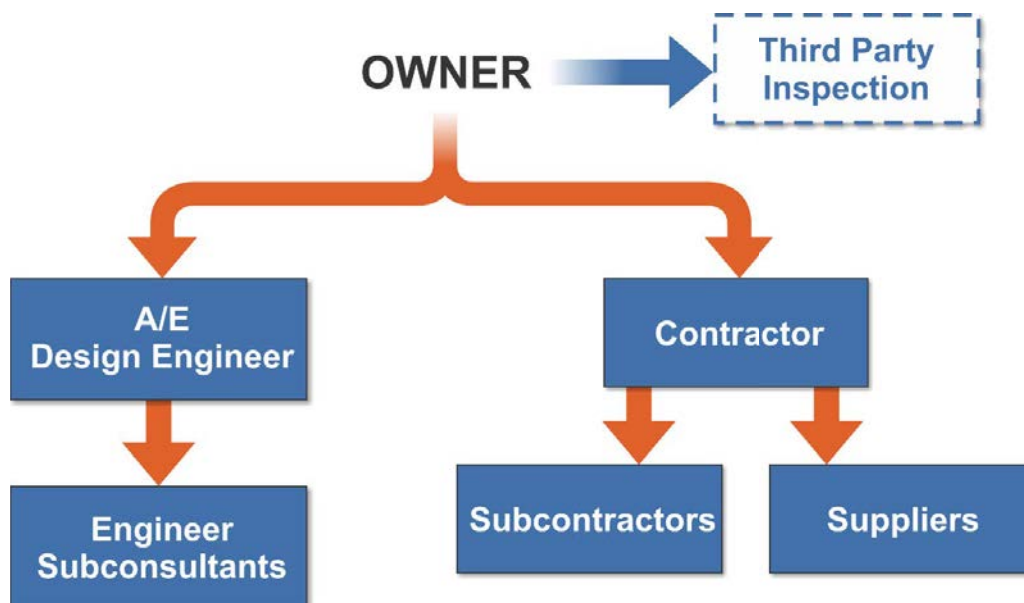 OWNER
Third Party
Inspection
A/E
Design Engineer
Contractor
Engineer
Subconsultants
Subcontractors
Suppliers